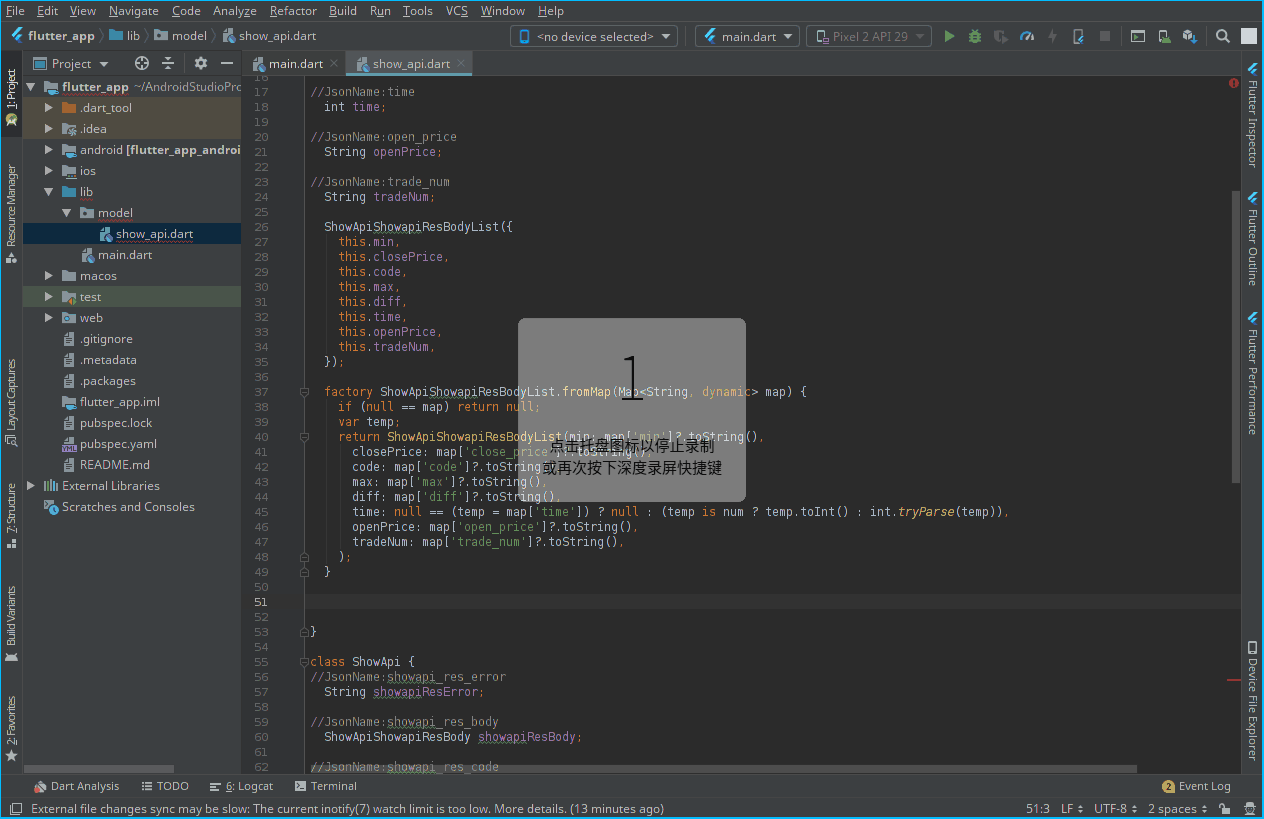 File Edit View Navigate Code Analyze Refactor Build Run Tools VCS Window Help
flutter_app lib model show_api.dart <no device selected> main.dart Pixel 2 API 29
Project main.dart show_api.dart
1: Project
Resource Manager
Layout Captures
7: Structure
Build Variants
2: Favorites
flutter_app ~/AndroidStudioPro
.dart_tool
.idea
android [flutter_app_androi
ios
lib
model
show_api.dart
main.dart
macos
test
web
.gitignore
.metadata
.packages
flutter_app.iml
pubspec.lock
pubspec.yaml
README.md
External Libraries
Scratches and Consoles
16
17 //JsonName:time
18 int time;
19
20 //JsonName:open_price
21 String openPrice;
22
23 //JsonName:trade_num
24 String tradeNum;
25
26 ShowApiShowapiResBodyList({
27 this.min,
28 this.closePrice,
29 this.code,
30 this.max,
31 this.diff,
32 this.time,
33 this.openPrice,
34 this.tradeNum,
35 });
36
37 factory ShowApiShowapiResBodyList.fromMap(Map<String, dynamic> map) {
38 if (null == map) return null;
39 var temp;
40 return ShowApiShowapiResBodyList(min: map['min']?.toString(),
41 closePrice: map['close_price']?.toString(),
42 code: map['code']?.toString(),
43 max: map['max']?.toString(),
44 diff: map['diff']?.toString(),
45 time: null == (temp = map['time']) ? null : (temp is num ? temp.toInt() : int.tryParse(temp)),
46 openPrice: map['open_price']?.toString(),
47 tradeNum: map['trade_num']?.toString(),
48 );
49 }
50
51
52
53 }
54
55 class ShowApi {
56 //JsonName:showapi_res_error
57 String showapiResError;
58
59 //JsonName:showapi_res_body
60 ShowApiShowapiResBody showapiResBody;
61
62 //JsonName:showapi_res_code
1
点击托盘图标以停止录制
或再次按下深度录屏快捷键
Flutter Inspector
Flutter Outline
Flutter Performance
Device File Explorer
Dart Analysis TODO 6: Logcat Terminal 2 Event Log
External file changes sync may be slow: The current notify(7) watch limit is too low. More details. (13 minutes ago) 51:3 LF UTF-8 2 spaces